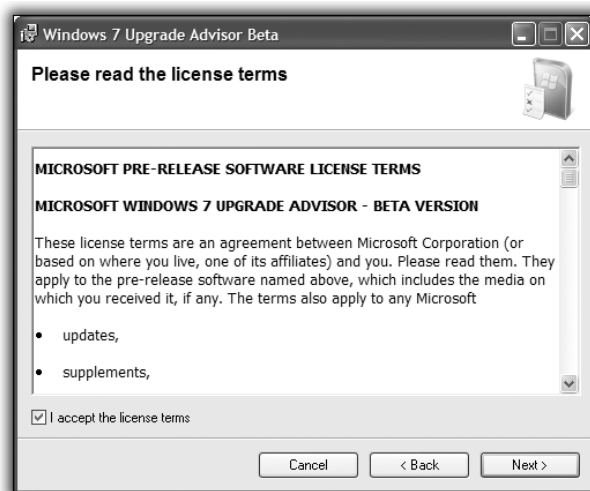 Windows 7 Upgrade Advisor Beta
Please read the license terms
MICROSOFT PRE-RELEASE SOFTWARE LICENSE TERMS
MICROSOFT WINDOWS 7 UPGRADE ADVISOR - BETA VERSION
These license terms are an agreement between Microsoft Corporation (or
based on where you live, one of its affiliates) and you. Please read them. They
apply to the pre-release software named above, which includes the media on
which you received it, if any. The terms also apply to any Microsoft
• updates,
• supplements,
I accept the license terms
Cancel
< Back
Next >